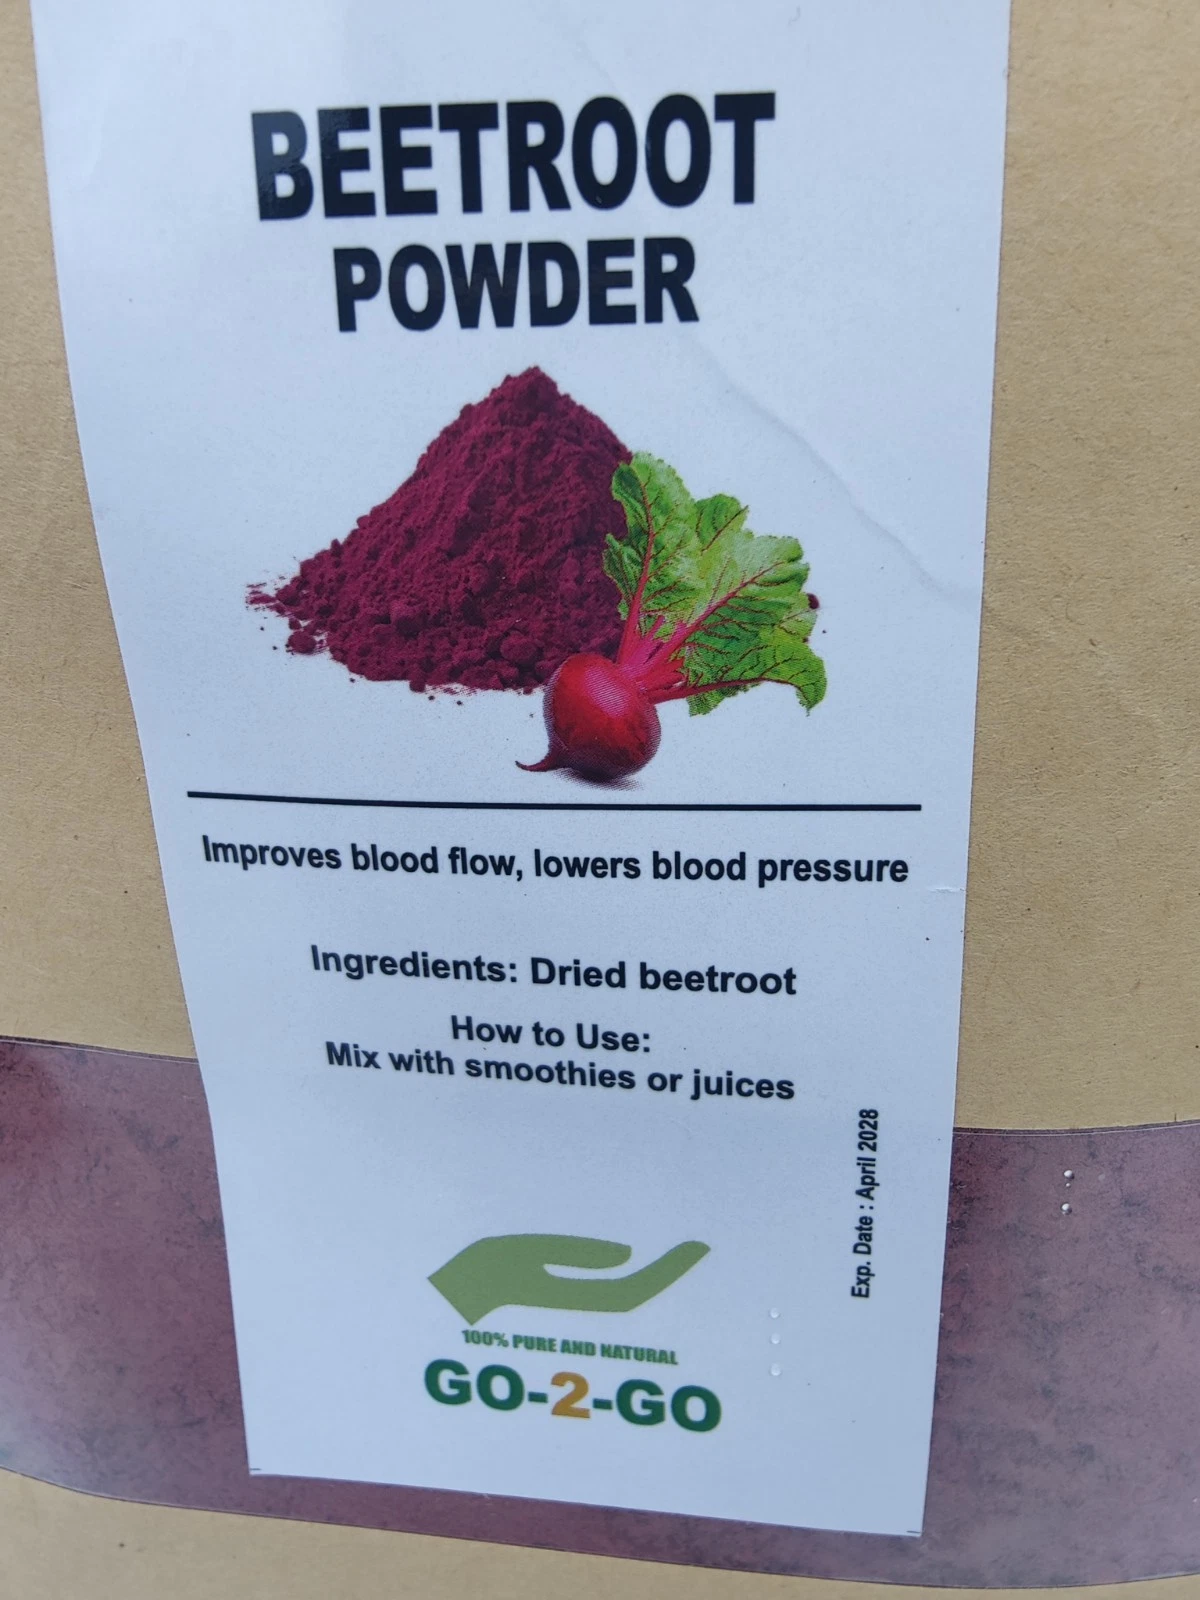 BEETROOT
POWDER
Improves blood flow, lowers blood pressure
Ingredients: Dried beetroot
How to Use:
Mix with smoothies or juices
Exp. Date : April 2028
100% PURE AND NATURAL
GO-2-GO